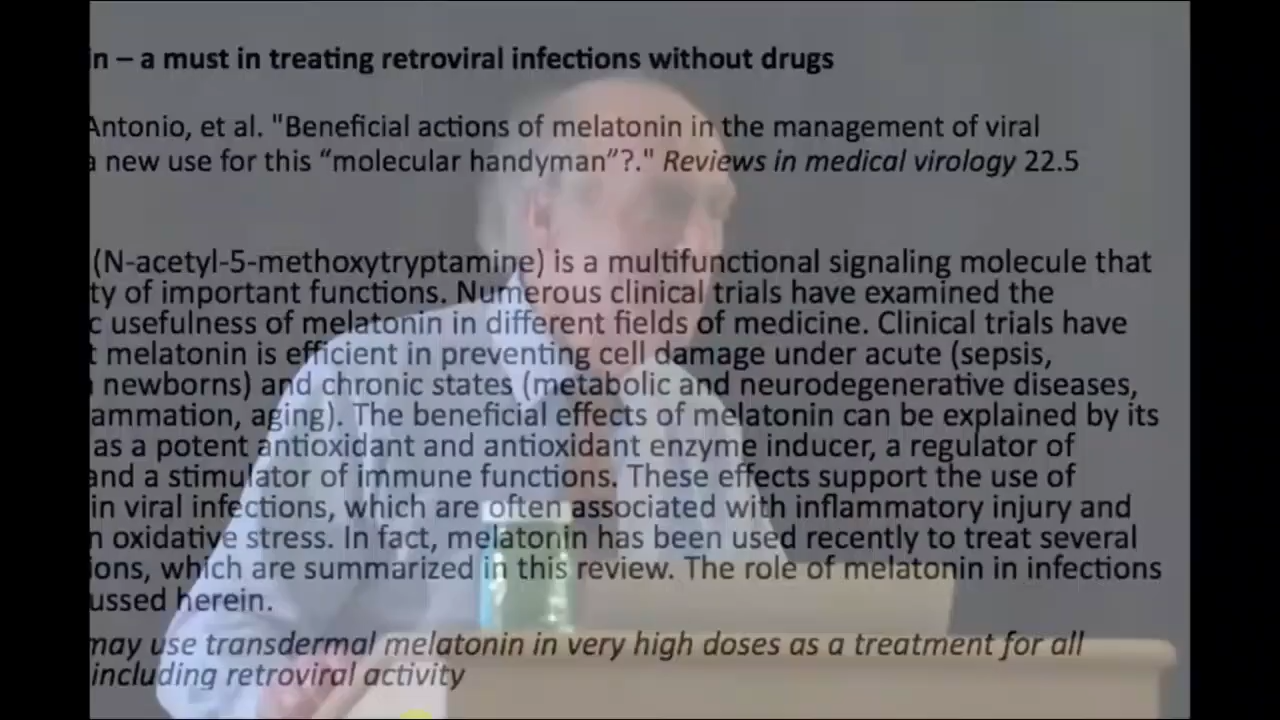 in – a must in treating retroviral infections without drugs
Antonio, et al. "Beneficial actions of melatonin in the management of viral
a new use for this “molecular handyman”?." Reviews in medical virology 22.5
(N-acetyl-5-methoxytryptamine) is a multifunctional signaling molecule that
ty of important functions. Numerous clinical trials have examined the
c usefulness of melatonin in different fields of medicine. Clinical trials have
t melatonin is efficient in preventing cell damage under acute (sepsis,
newborns) and chronic states (metabolic and neurodegenerative diseases,
ammation, aging). The beneficial effects of melatonin can be explained by its
as a potent antioxidant and antioxidant enzyme inducer, a regulator of
and a stimulator of immune functions. These effects support the use of
in viral infections, which are often associated with inflammatory injury and
n oxidative stress. In fact, melatonin has been used recently to treat several
ions, which are summarized in this review. The role of melatonin in infections
ussed herein.
may use transdermal melatonin in very high doses as a treatment for all
including retroviral activity